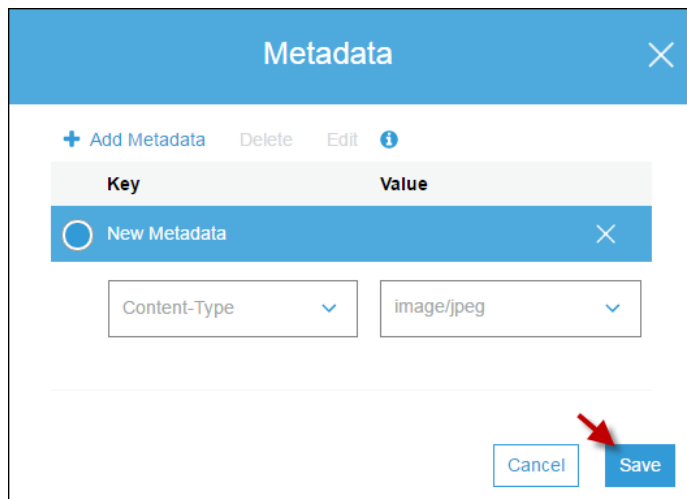 Metadata
Add Metadata Delete Edit
Key Value
New Metadata
Content-Type image/jpeg
Cancel Save